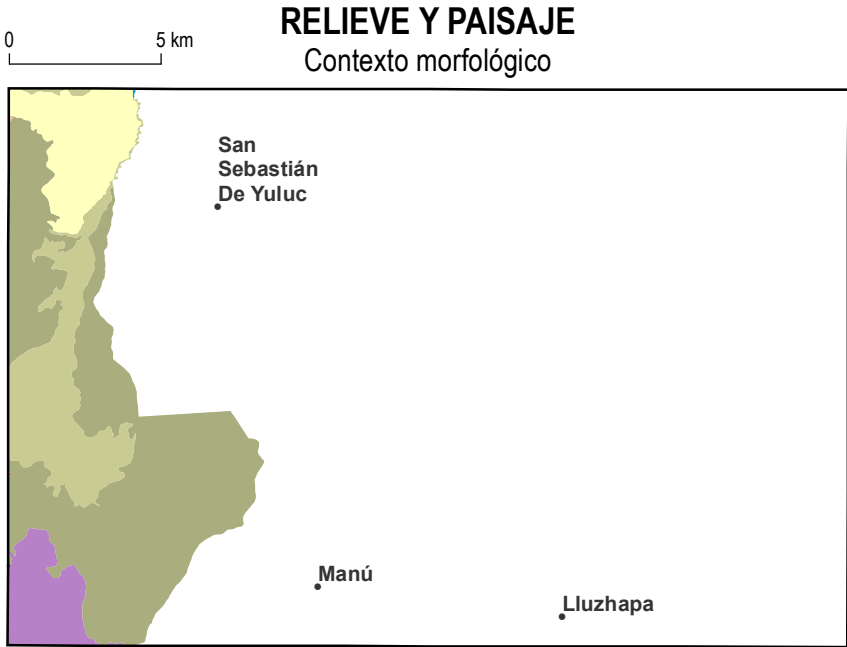 RELIEVE Y PAISAJE
Contexto morfológico
0 5 km
San
Sebastián
De Yuluc
Manú
Lluzhapa